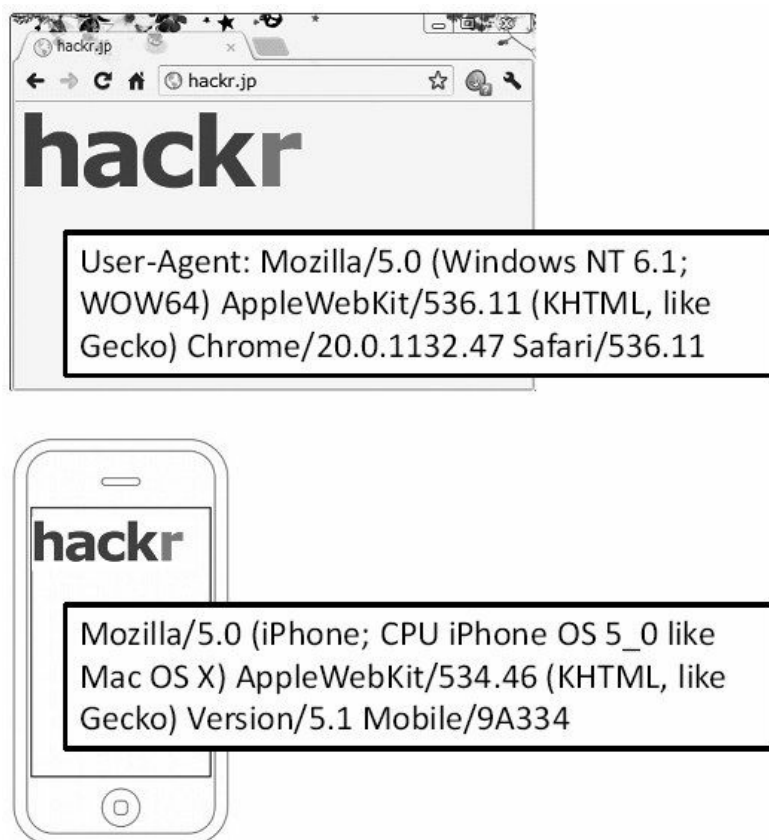 hackr.jp
hackr.jp
hackr
User-Agent: Mozilla/5.0 (Windows NT 6.1;
WOW64) AppleWebKit/536.11 (KHTML, like
Gecko) Chrome/20.0.1132.47 Safari/536.11
hackr
Mozilla/5.0 (iPhone; CPU iPhone OS 5_0 like
Mac OS X) AppleWebKit/534.46 (KHTML, like
Gecko) Version/5.1 Mobile/9A334